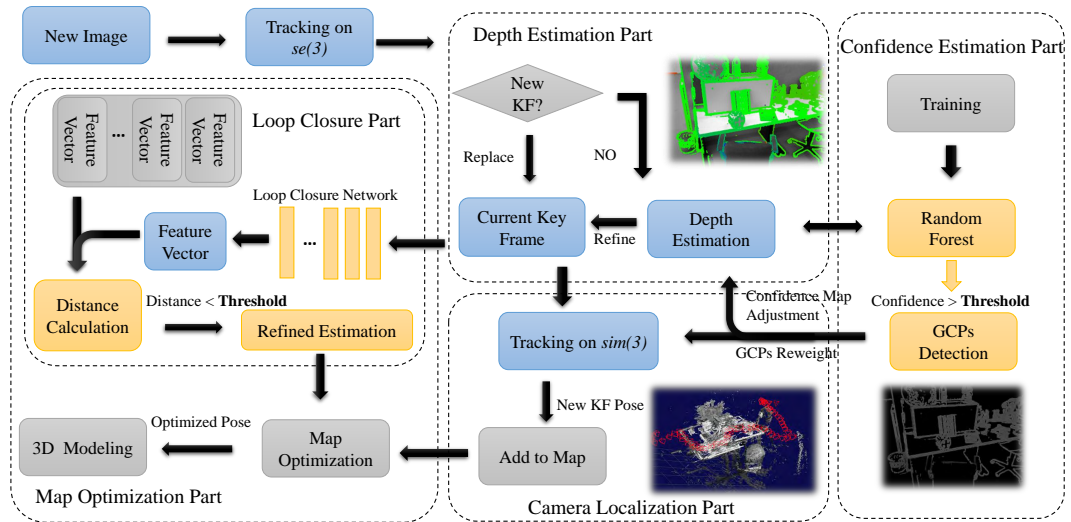 New Image
Tracking on
se(3)
Depth Estimation Part
New
KF?
Replace
NO
Current Key
Frame
Refine
Depth
Estimation
Confidence Estimation Part
Training
Random
Forest
Confidence > Threshold
GCPs
Detection
Confidence Map
Adjustment
GCPs Reweight
Loop Closure Part
Feature
Vector
...
Feature
Vector
Feature
Vector
Loop Closure Network
...
Feature
Vector
Distance
Calculation
Distance < Threshold
Refined Estimation
Tracking on sim(3)
New KF Pose
Add to Map
Camera Localization Part
Map
Optimization
Optimized Pose
3D Modeling
Map Optimization Part